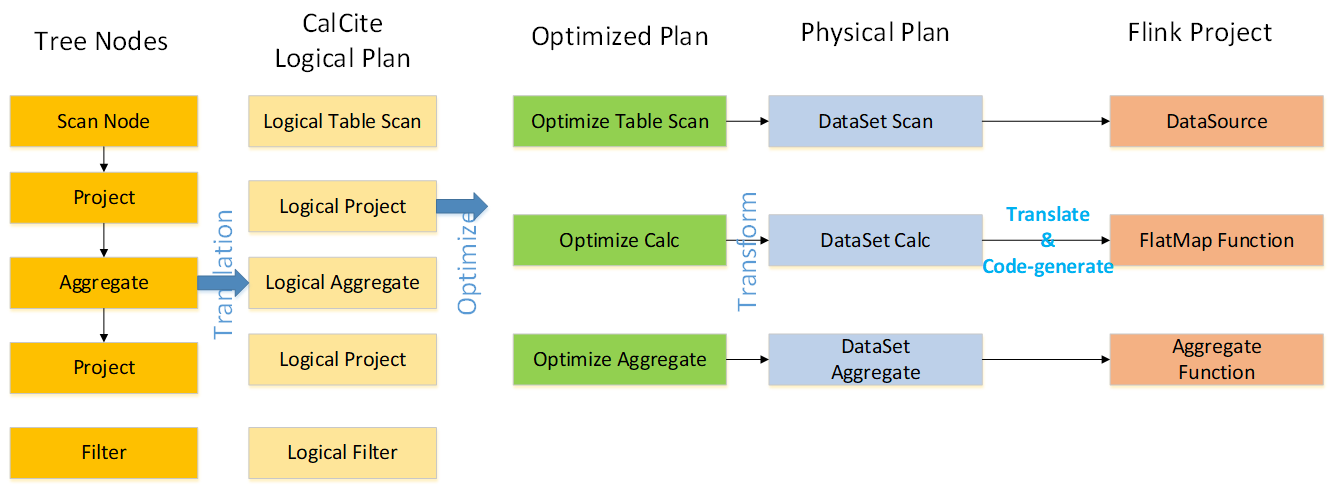 Tree Nodes
CalCite
Logical Plan
Optimized Plan
Physical Plan
Flink Project
Scan Node
Logical Table Scan
Optimize Table Scan
DataSet Scan
DataSource
Project
Logical Project
Translation
Optimize
Optimize Calc
Transform
DataSet Calc
Translate
&
Code-generate
FlatMap Function
Aggregate
Logical Aggregate
Project
Logical Project
Optimize Aggregate
DataSet
Aggregate
Aggregate
Function
Filter
Logical Filter